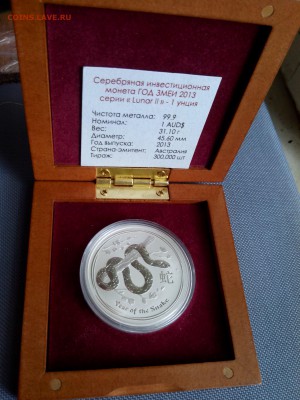 COINS.SAVE.RU
Серебряная инвестиционная
монета ГОД ЗМЕИ 2013
серии « Lunar II » - 1 унция
Чистота металла: 99.9
Номинал: 1 AUD$
Вес: 31.10 г
Диаметр: 45.60 мм
Год выпуска: 2013
Страна-эмитент: Австралия
Тираж: 300,000 шт
蛇
Year of the Snake